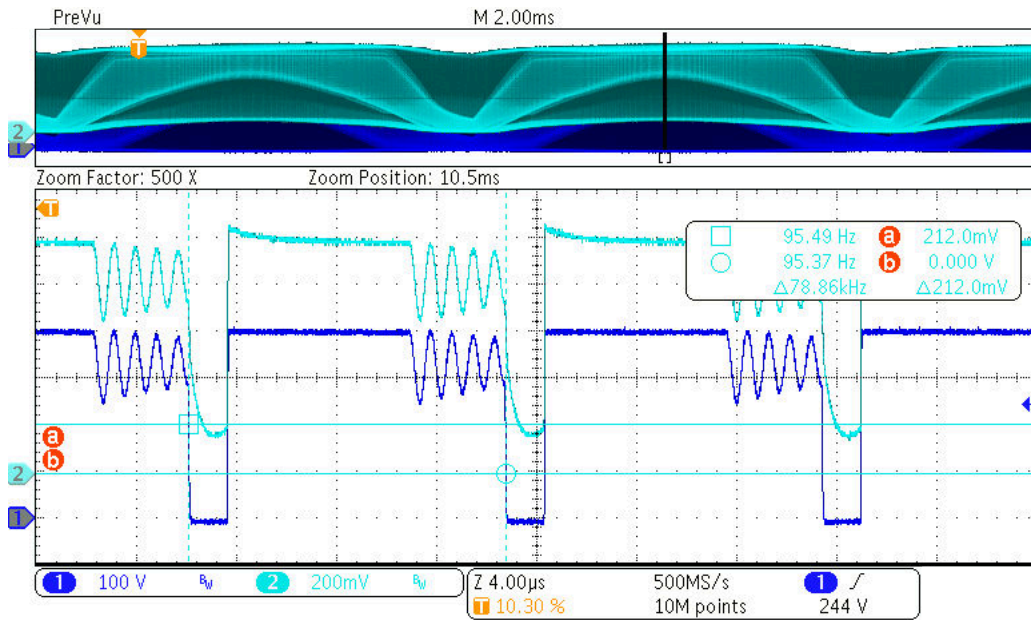 PreVu M 2.00ms
T
2
1
[]
Zoom Factor: 500 X Zoom Position: 10.5ms
T
95.49 Hz a 212.0mV
95.37 Hz b 0.000 V
Δ78.86kHz Δ212.0mV
a
b
2
1
1 100 V BW 2 200mV BW
Z 4.00µs 500MS/s 1
T 10.30 % 10M points 244 V